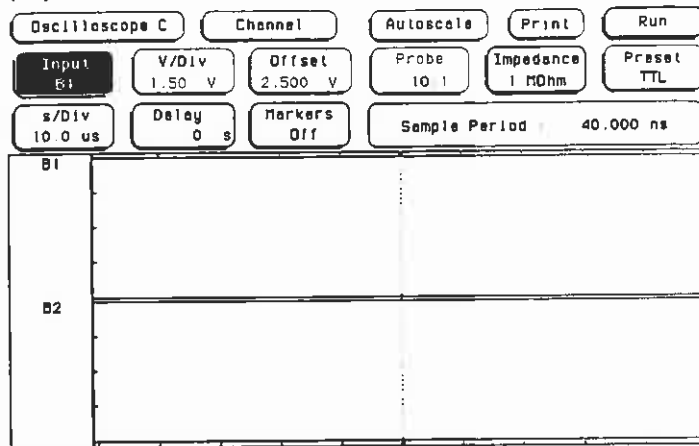 Oscilloscope C Channel Autoscale Print Run
Input V/Div Offset Probe Impedance Preset
B1 1.50 V 2.500 V 10 1 1 MOhm TTL
s/Div Delay Markers Sample Period 40.000 ns
10.0 us 0 s Off
B1
B2